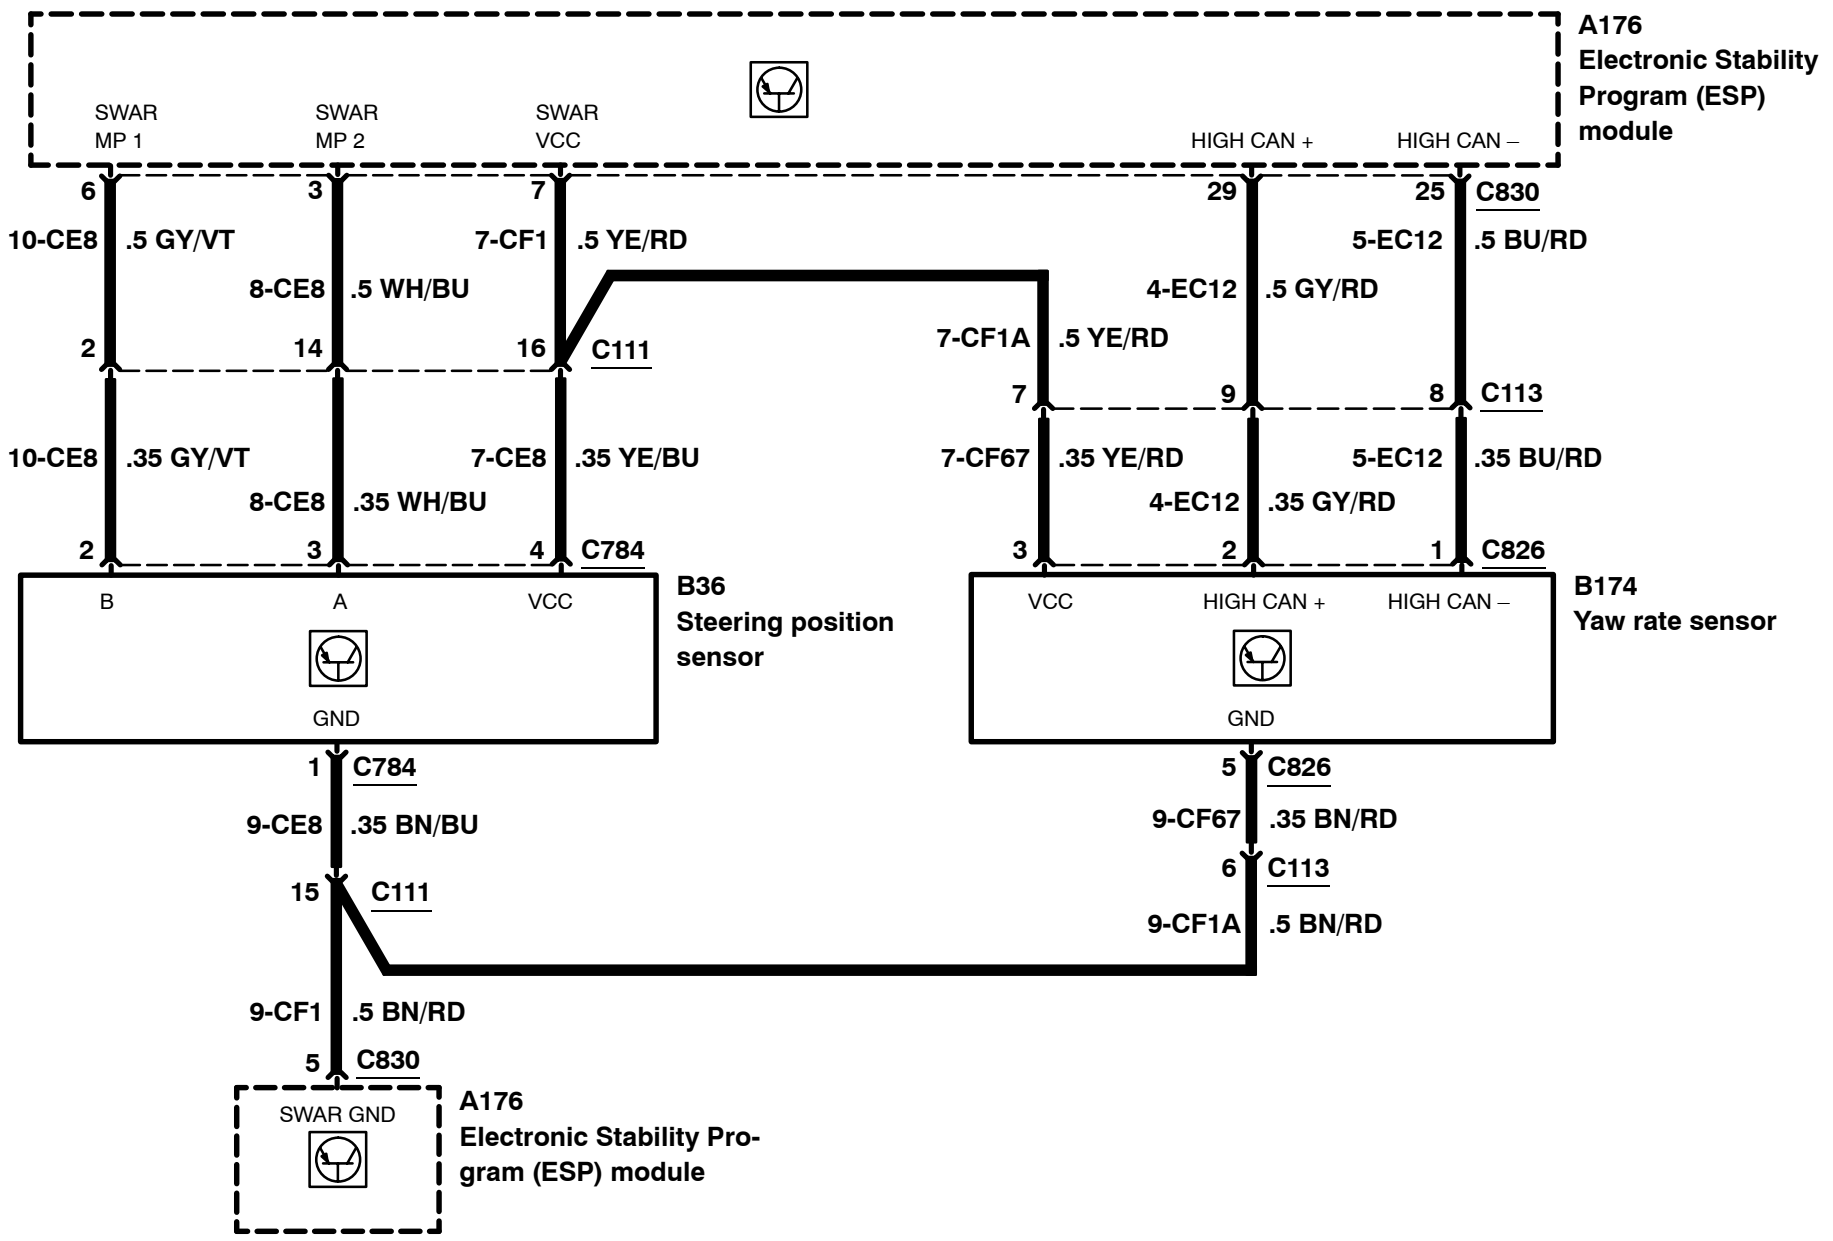 A176
Electronic Stability
Program (ESP)
module
SWAR
MP 1
SWAR
MP 2
SWAR
VCC
HIGH CAN +
HIGH CAN –
6
3
7
29
25
C830
10-CE8
.5 GY/VT
7-CF1
.5 YE/RD
5-EC12
.5 BU/RD
8-CE8
.5 WH/BU
4-EC12
.5 GY/RD
7-CF1A
.5 YE/RD
2
14
16
C111
7
9
8
C113
10-CE8
.35 GY/VT
7-CE8
.35 YE/BU
7-CF67
.35 YE/RD
5-EC12
.35 BU/RD
8-CE8
.35 WH/BU
4-EC12
.35 GY/RD
2
3
4
C784
3
2
1
C826
B
A
VCC
GND
B36
Steering position
sensor
VCC
HIGH CAN +
HIGH CAN –
GND
B174
Yaw rate sensor
1
C784
5
C826
9-CE8
.35 BN/BU
9-CF67
.35 BN/RD
6
C113
15
C111
9-CF1A
.5 BN/RD
9-CF1
.5 BN/RD
5
C830
SWAR GND
A176
Electronic Stability Pro-
gram (ESP) module